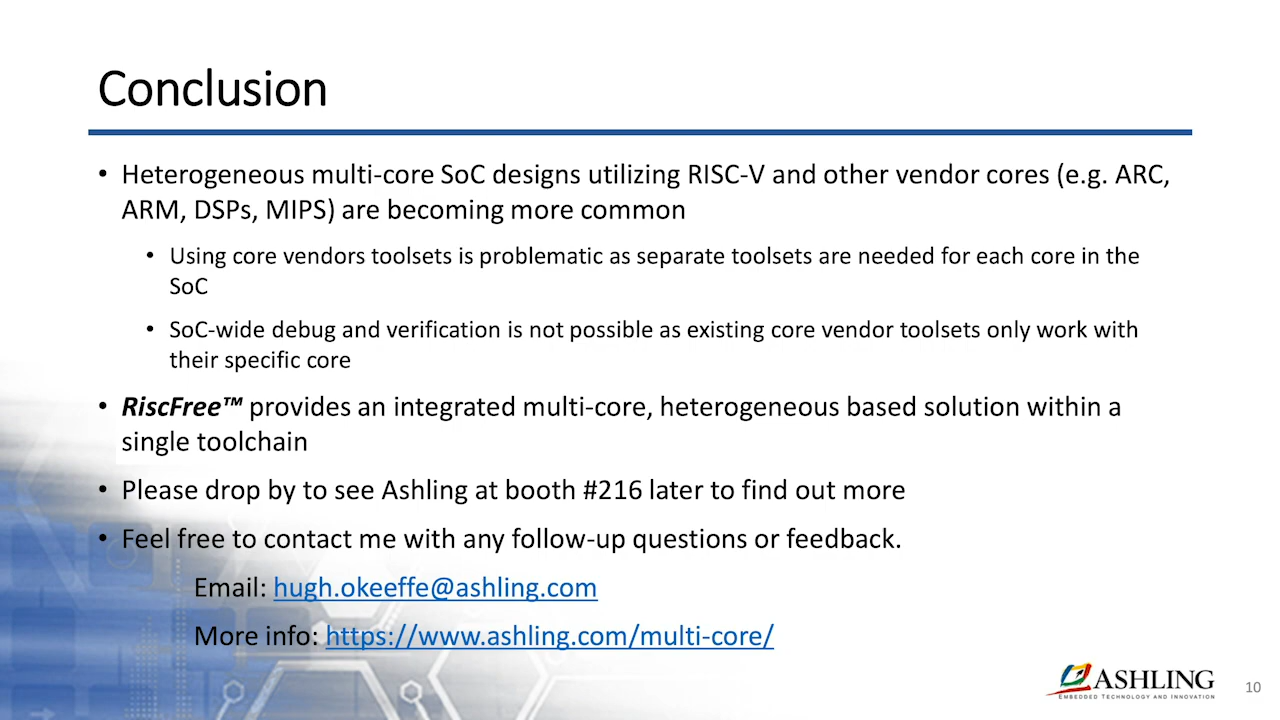 Conclusion
• Heterogeneous multi-core SoC designs utilizing RISC-V and other vendor cores (e.g. ARC,
ARM, DSPs, MIPS) are becoming more common
• Using core vendors toolsets is problematic as separate toolsets are needed for each core in the
SoC
• SoC-wide debug and verification is not possible as existing core vendor toolsets only work with
their specific core
• RiscFree™ provides an integrated multi-core, heterogeneous based solution within a
single toolchain
• Please drop by to see Ashling at booth #216 later to find out more
• Feel free to contact me with any follow-up questions or feedback.
Email: hugh.okeeffe@ashling.com
More info: https://www.ashling.com/multi-core/
ASHLING
EMBEDDED TECHNOLOGY AND INNOVATION
10